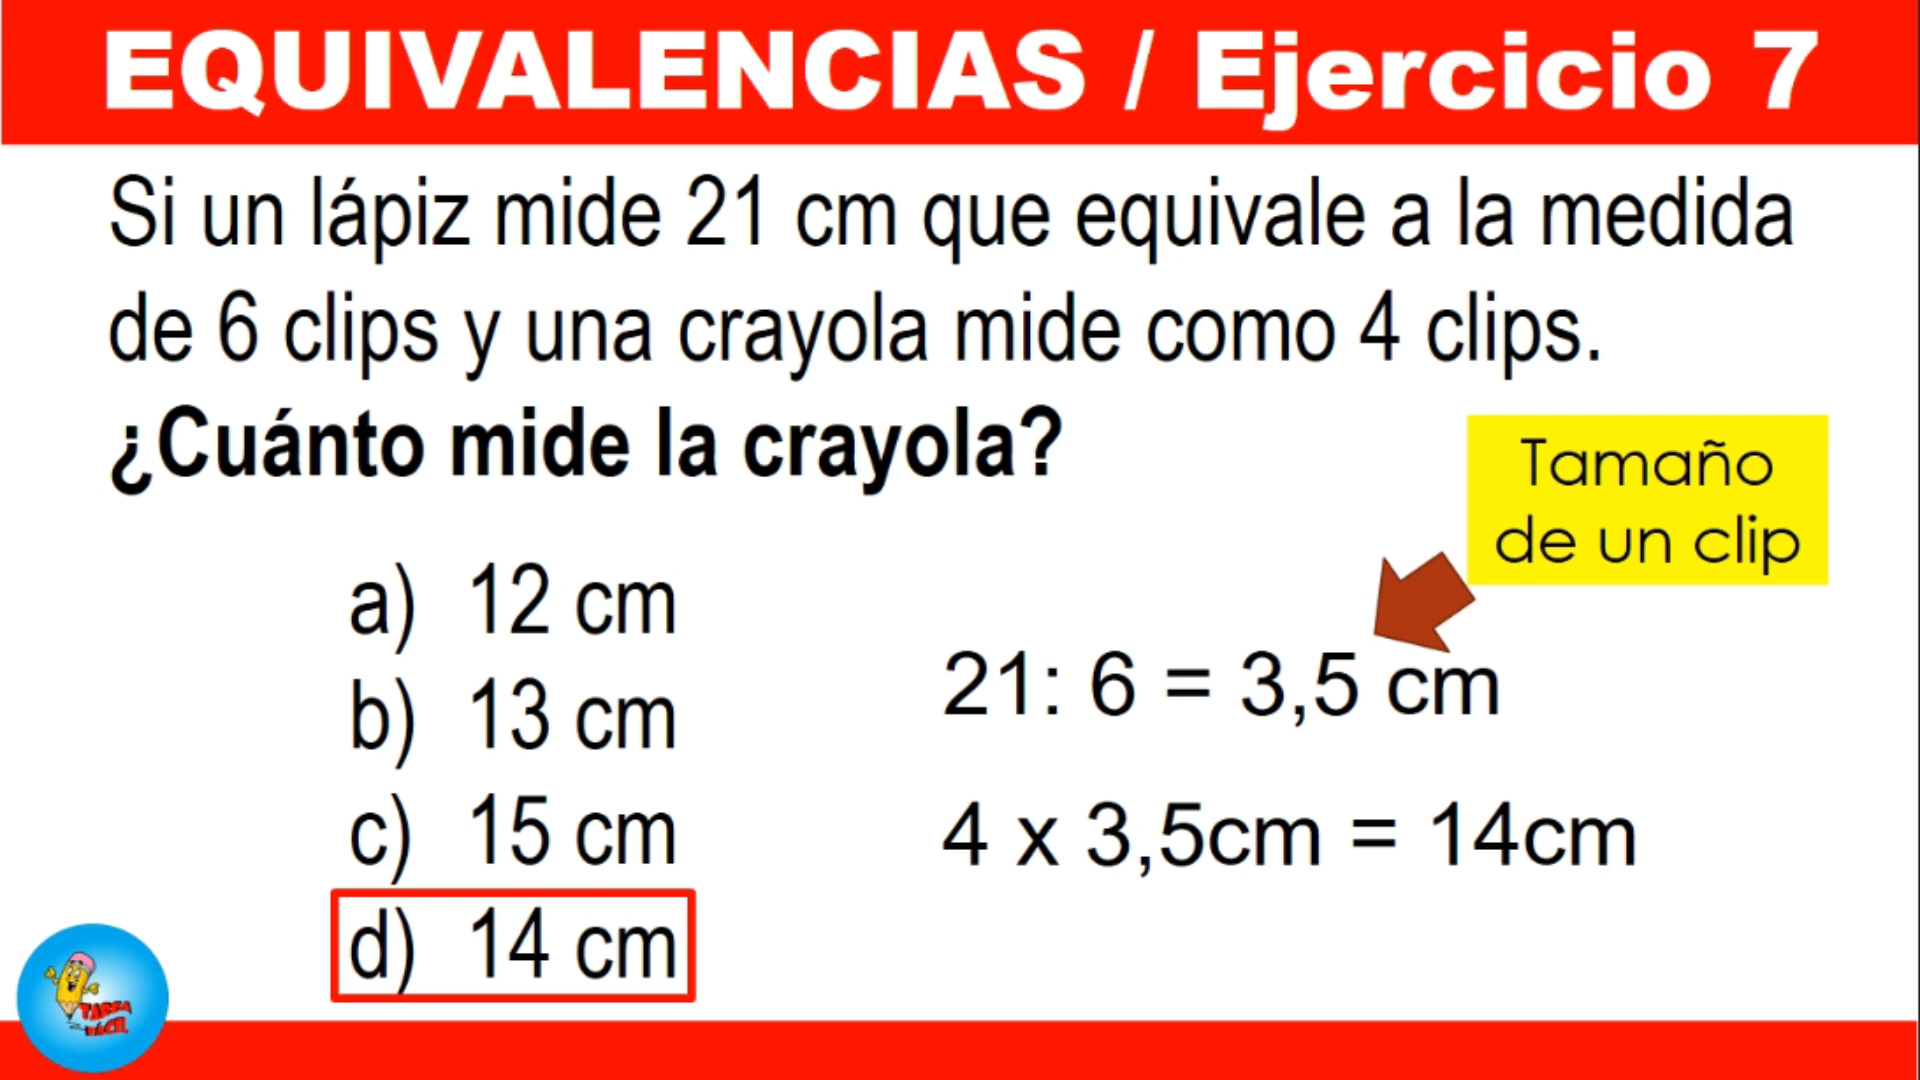 EQUIVALENCIAS / Ejercicio 7
Si un lápiz mide 21 cm que equivale a la medida
de 6 clips y una crayola mide como 4 clips.
¿Cuánto mide la crayola?
Tamaño
de un clip
a) 12 cm
b) 13 cm
c) 15 cm
d) 14 cm
21: 6 = 3,5 cm
4 x 3,5cm = 14cm
TAREA
FÁCIL